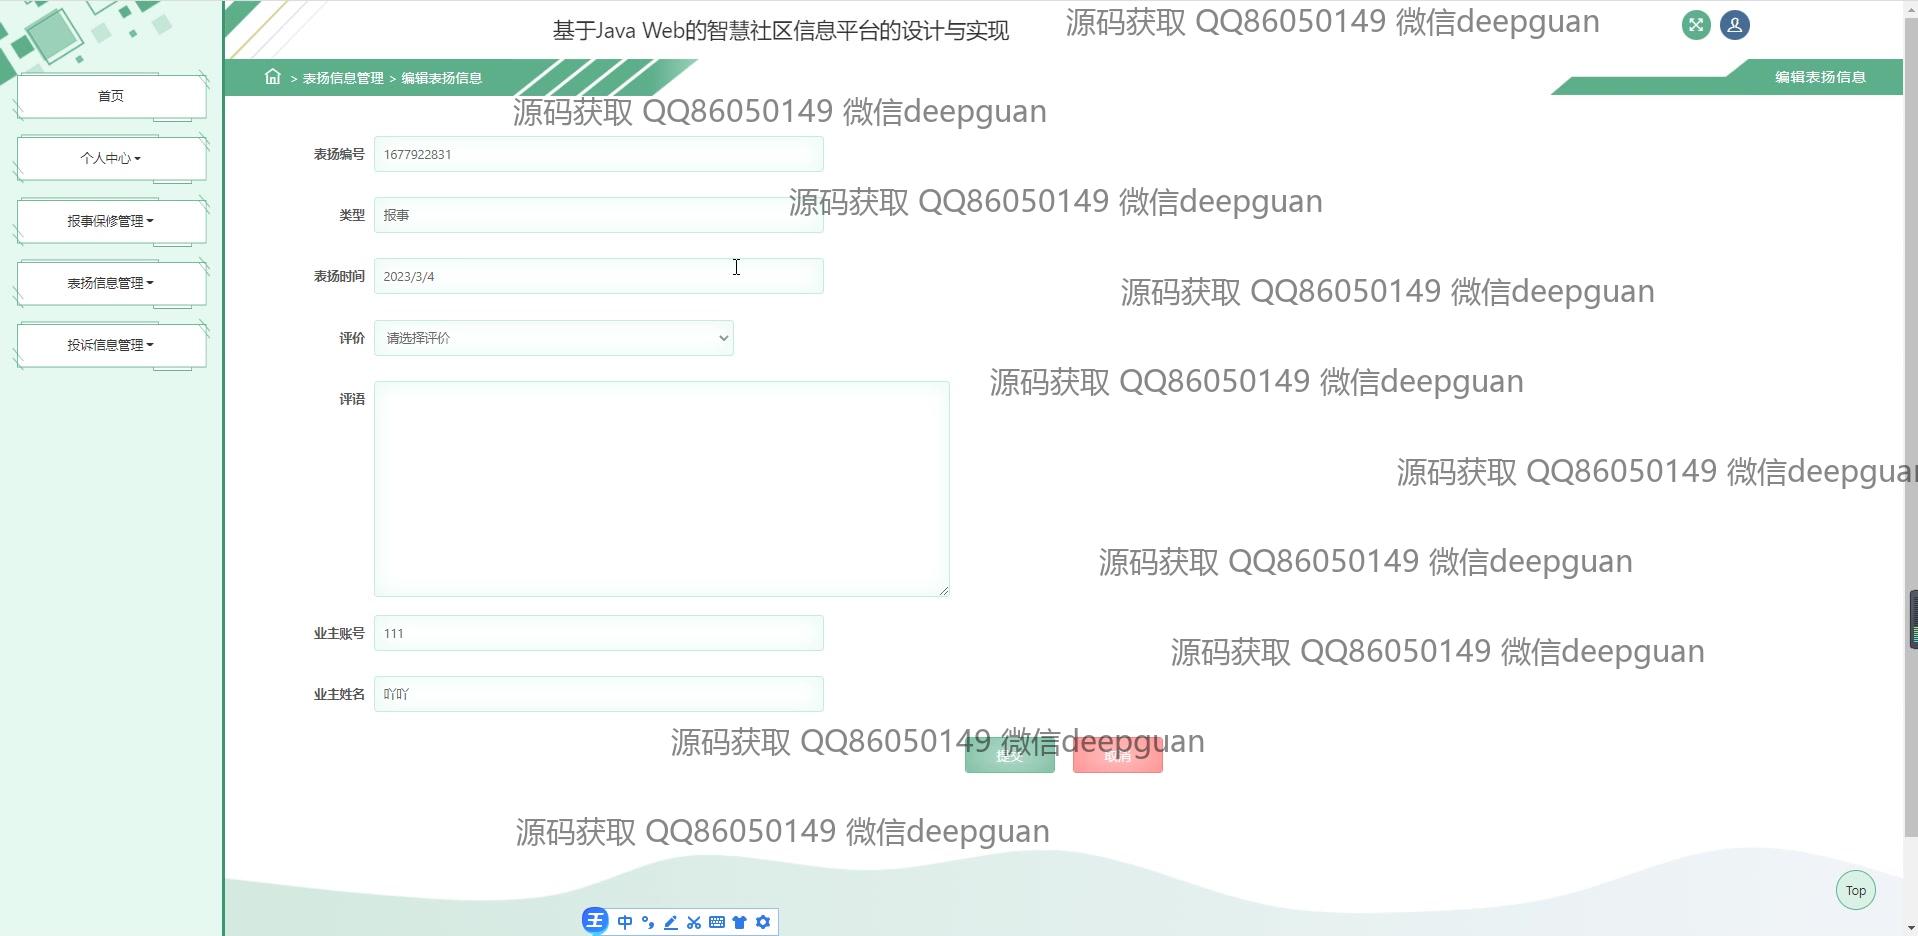 基于Java Web的智慧社区信息平台的设计与实现
源码获取 QQ86050149 微信deepguan
> 表扬信息管理 > 编辑表扬信息
编辑表扬信息
源码获取 QQ86050149 微信deepguan
首页
个人中心
报事保修管理
表扬信息管理
投诉信息管理
表扬编号 1677922831
源码获取 QQ86050149 微信deepguan
类型 报事
表扬时间 2023/3/4
源码获取 QQ86050149 微信deepguan
评价 请选择评价
源码获取 QQ86050149 微信deepguan
评语
源码获取 QQ86050149 微信deepguan
源码获取 QQ86050149 微信deepguan
业主账号 111
源码获取 QQ86050149 微信deepguan
业主姓名 吖吖
源码获取 QQ86050149 微信deepguan
提交 取消
源码获取 QQ86050149 微信deepguan
Top
王 中